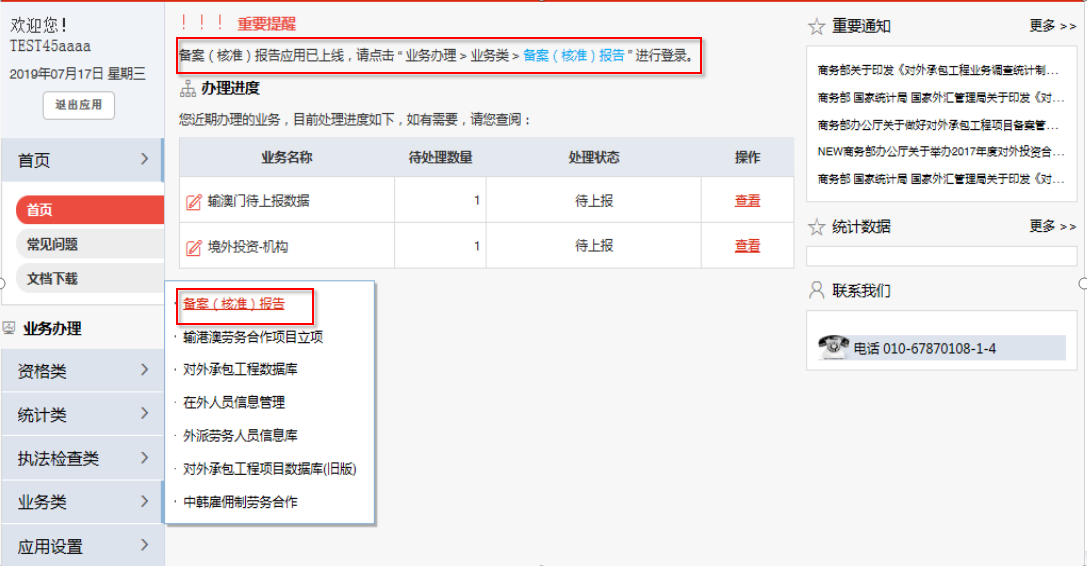 欢迎您！
TEST45aaaa
2019年07月17日 星期三
退出应用
首页
首页
常见问题
文档下载
业务办理
资格类
统计类
执法检查类
业务类
应用设置
！！！ 重要提醒
备案（核准）报告应用已上线，请点击“ 业务办理 > 业务类 > 备案（核准）报告 ”进行登录。
办理进度
您近期办理的业务，目前处理进度如下，如有需要，请您查阅：
业务名称 待处理数量 处理状态 操作
输澳门待上报数据 1 待上报 查看
境外投资-机构 1 待上报 查看
· 备案（核准）报告
· 输港澳劳务合作项目立项
· 对外承包工程数据库
· 在外人员信息管理
· 外派劳务人员信息库
· 对外承包工程项目数据库(旧版)
· 中韩雇佣制劳务合作
重要通知 更多 >>
商务部关于印发《对外承包工程业务调查统计制...
商务部 国家统计局 国家外汇管理局关于印发《对...
商务部办公厅关于做好对外承包工程项目备案管...
NEW商务部办公厅关于举办2017年度对外投资合...
商务部 国家统计局 国家外汇管理局关于印发《对...
统计数据 更多 >>
联系我们
电话 010-67870108-1-4